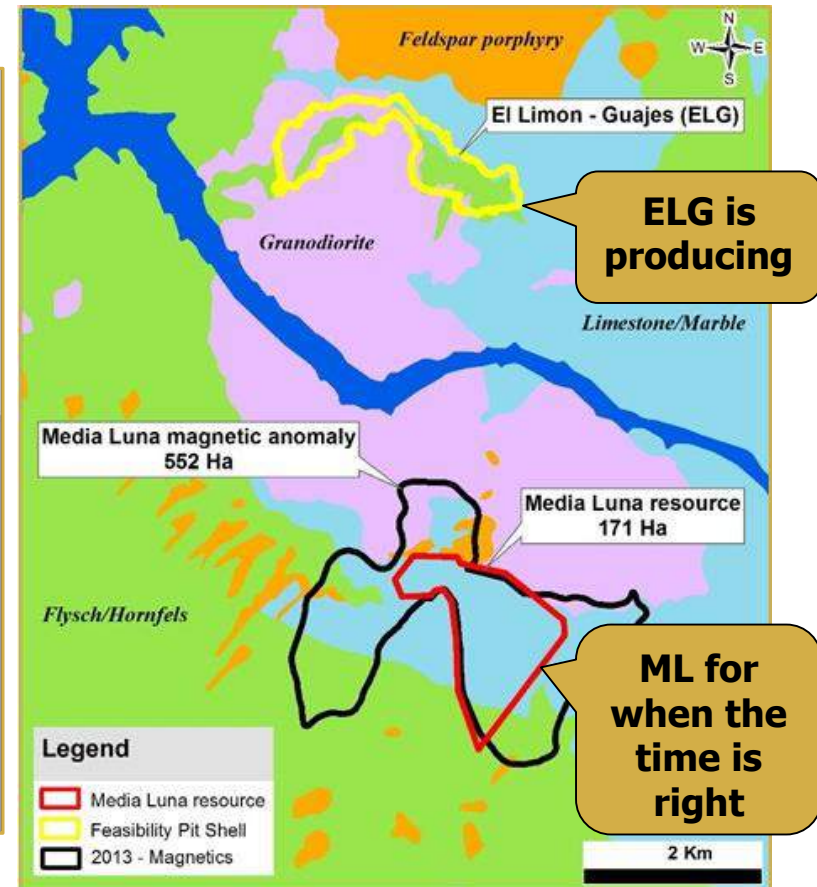 N
W E
S
Feldspar porphyry
El Limon - Guajes (ELG)
ELG is
producing
Granodiorite
Limestone/Marble
Media Luna magnetic anomaly
552 Ha
Media Luna resource
171 Ha
Flysch/Hornfels
ML for
when the
time is
right
Legend
Media Luna resource
Feasibility Pit Shell
2013 - Magnetics
2 Km